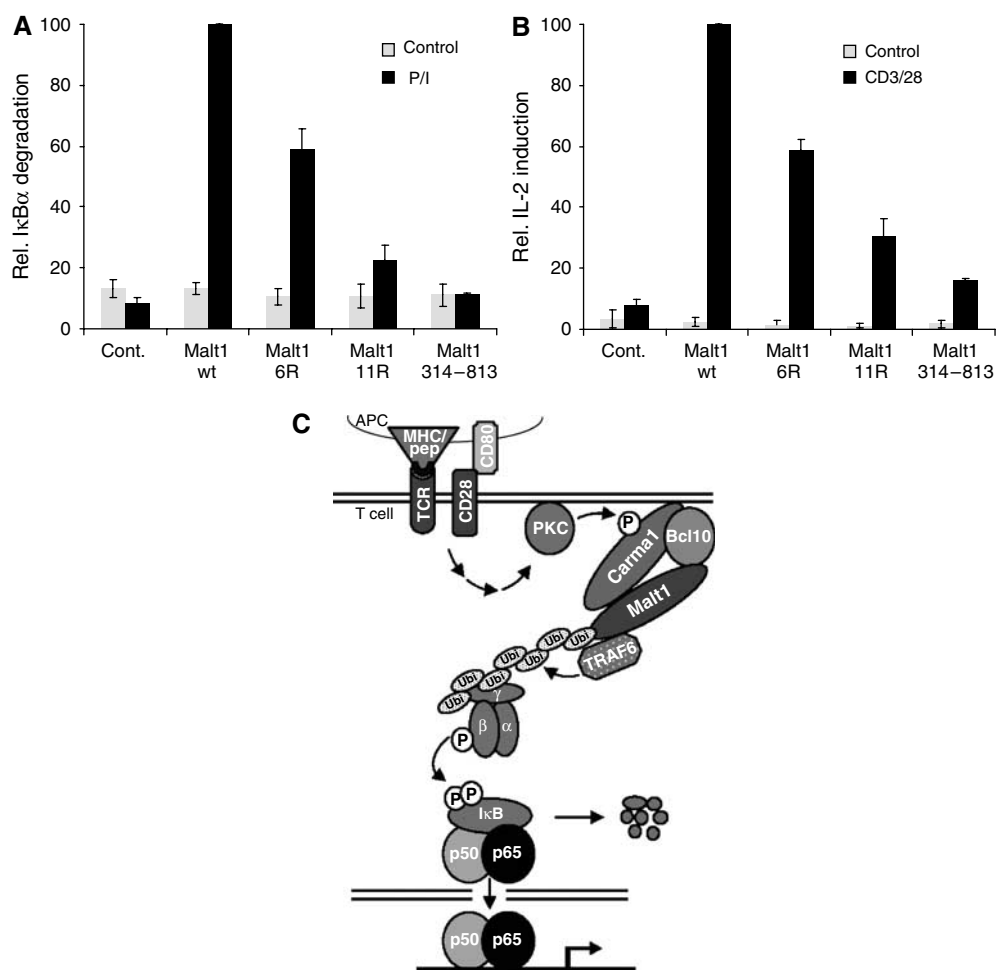 A
Rel. IκBα degradation
100
80
60
40
20
0
Control
P/I
Cont.
Malt1 wt
Malt1 6R
Malt1 11R
Malt1 314–813
B
Rel. IL-2 induction
100
80
60
40
20
0
Control
CD3/28
Cont.
Malt1 wt
Malt1 6R
Malt1 11R
Malt1 314–813
C
APC
MHC/
pep
CD80
TCR
CD28
T cell
PKC
P
Carma1
Bcl10
Malt1
TRAF6
Ubi
Ubi
Ubi
Ubi
Ubi
Ubi
Ubi
γ
β
α
P
P
P
IκB
p50
p65
p50
p65